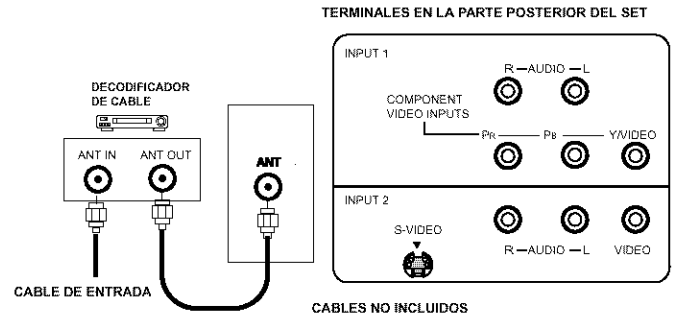 TERMINALES EN LA PARTE POSTERIOR DEL SET
INPUT 1
R—AUDIO—L
COMPONENT
VIDEO INPUTS
PR PB Y/VIDEO
DECODIFICADOR
DE CABLE
ANT IN ANT OUT
ANT
INPUT 2
S-VIDEO
R—AUDIO—L VIDEO
CABLE DE ENTRADA
CABLES NO INCLUIDOS